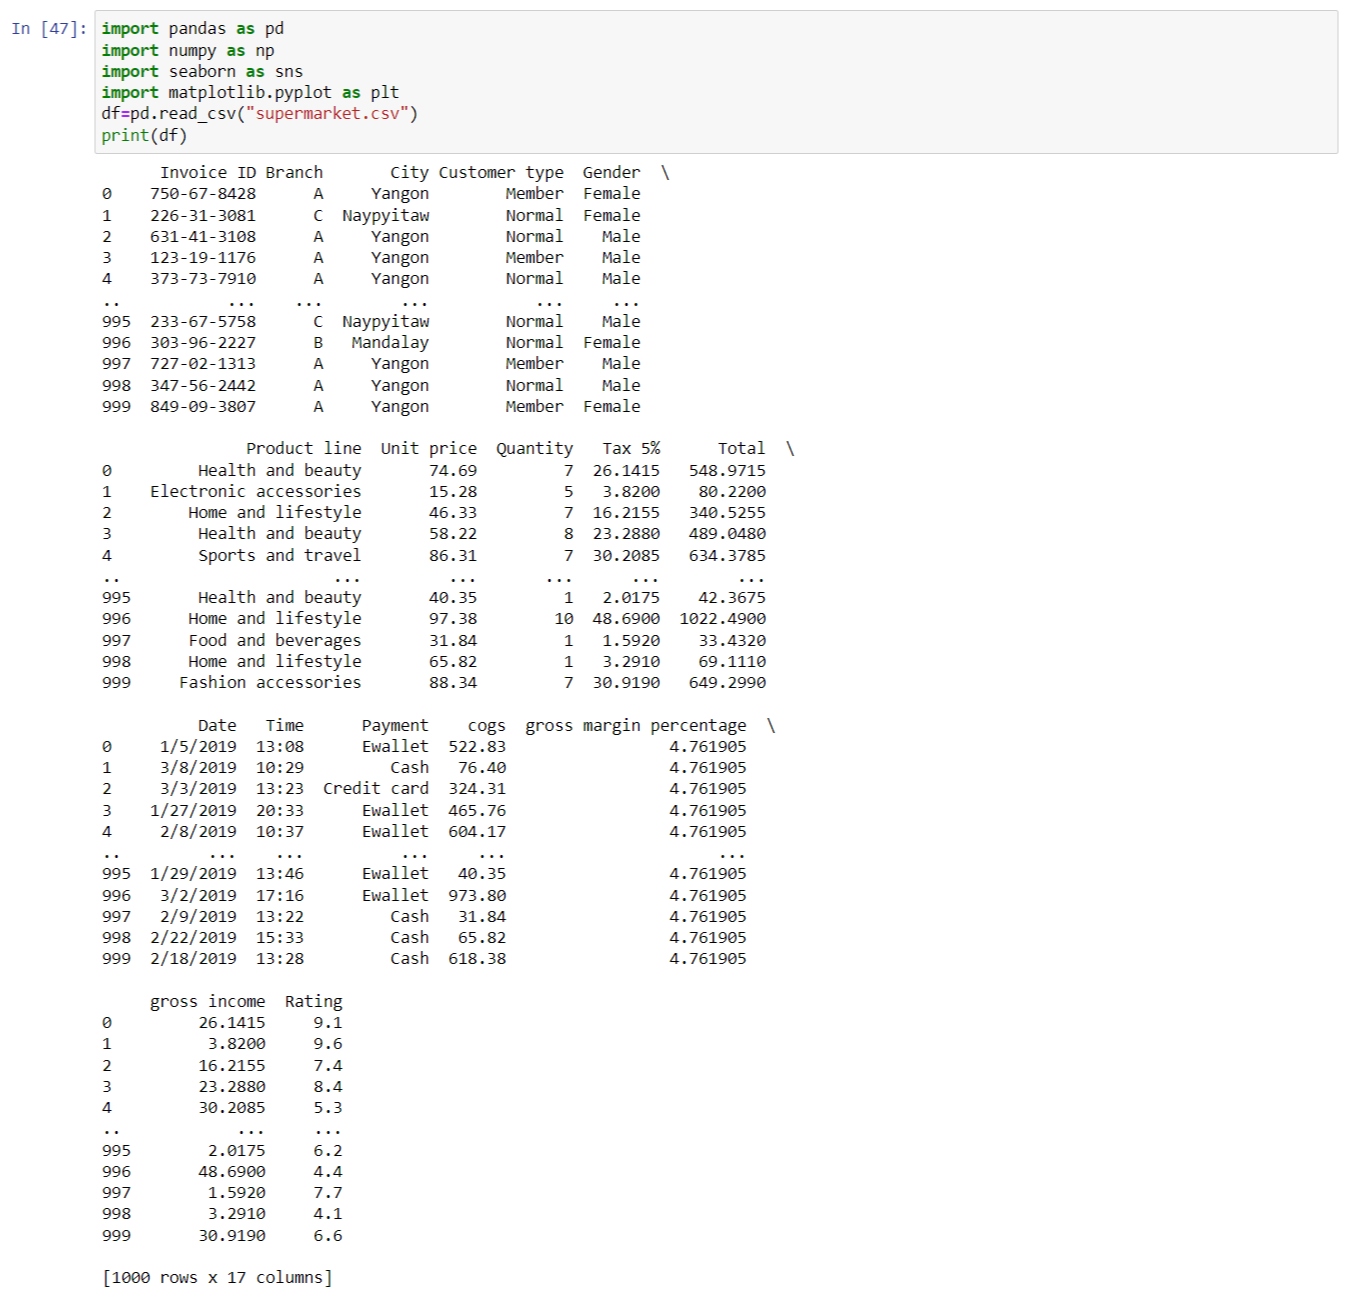 In [47]: import pandas as pd
import numpy as np
import seaborn as sns
import matplotlib.pyplot as plt
df=pd.read_csv("supermarket.csv")
print(df)
Invoice ID Branch City Customer type Gender \
0 750-67-8428 A Yangon Member Female
1 226-31-3081 C Naypyitaw Normal Female
2 631-41-3108 A Yangon Normal Male
3 123-19-1176 A Yangon Member Male
4 373-73-7910 A Yangon Normal Male
.. ... ... ... ... ...
995 233-67-5758 C Naypyitaw Normal Male
996 303-96-2227 B Mandalay Normal Female
997 727-02-1313 A Yangon Member Male
998 347-56-2442 A Yangon Normal Male
999 849-09-3807 A Yangon Member Female
Product line Unit price Quantity Tax 5% Total \
0 Health and beauty 74.69 7 26.1415 548.9715
1 Electronic accessories 15.28 5 3.8200 80.2200
2 Home and lifestyle 46.33 7 16.2155 340.5255
3 Health and beauty 58.22 8 23.2880 489.0480
4 Sports and travel 86.31 7 30.2085 634.3785
.. ... ... ... ... ...
995 Health and beauty 40.35 1 2.0175 42.3675
996 Home and lifestyle 97.38 10 48.6900 1022.4900
997 Food and beverages 31.84 1 1.5920 33.4320
998 Home and lifestyle 65.82 1 3.2910 69.1110
999 Fashion accessories 88.34 7 30.9190 649.2990
Date Time Payment cogs gross margin percentage \
0 1/5/2019 13:08 Ewallet 522.83 4.761905
1 3/8/2019 10:29 Cash 76.40 4.761905
2 3/3/2019 13:23 Credit card 324.31 4.761905
3 1/27/2019 20:33 Ewallet 465.76 4.761905
4 2/8/2019 10:37 Ewallet 604.17 4.761905
.. ... ... ... ... ...
995 1/29/2019 13:46 Ewallet 40.35 4.761905
996 3/2/2019 17:16 Ewallet 973.80 4.761905
997 2/9/2019 13:22 Cash 31.84 4.761905
998 2/22/2019 15:33 Cash 65.82 4.761905
999 2/18/2019 13:28 Cash 618.38 4.761905
gross income Rating
0 26.1415 9.1
1 3.8200 9.6
2 16.2155 7.4
3 23.2880 8.4
4 30.2085 5.3
.. ... ...
995 2.0175 6.2
996 48.6900 4.4
997 1.5920 7.7
998 3.2910 4.1
999 30.9190 6.6
[1000 rows x 17 columns]